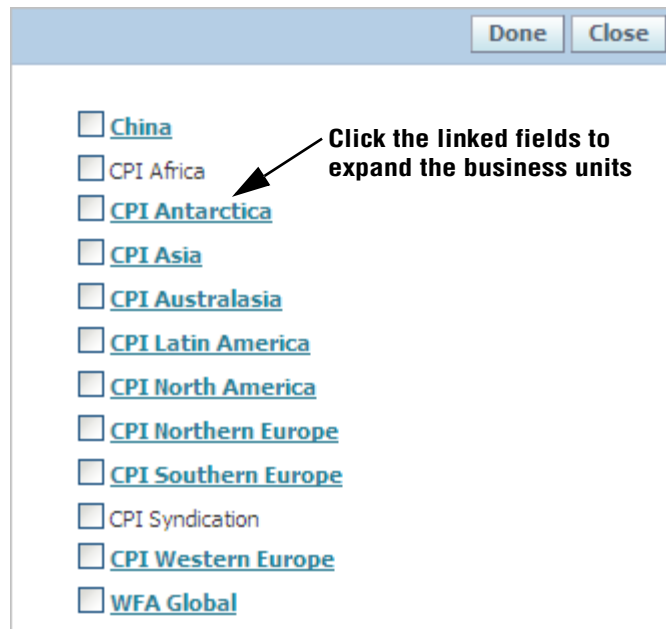 Done Close
China
Click the linked fields to
expand the business units
CPI Africa
CPI Antarctica
CPI Asia
CPI Australasia
CPI Latin America
CPI North America
CPI Northern Europe
CPI Southern Europe
CPI Syndication
CPI Western Europe
WFA Global